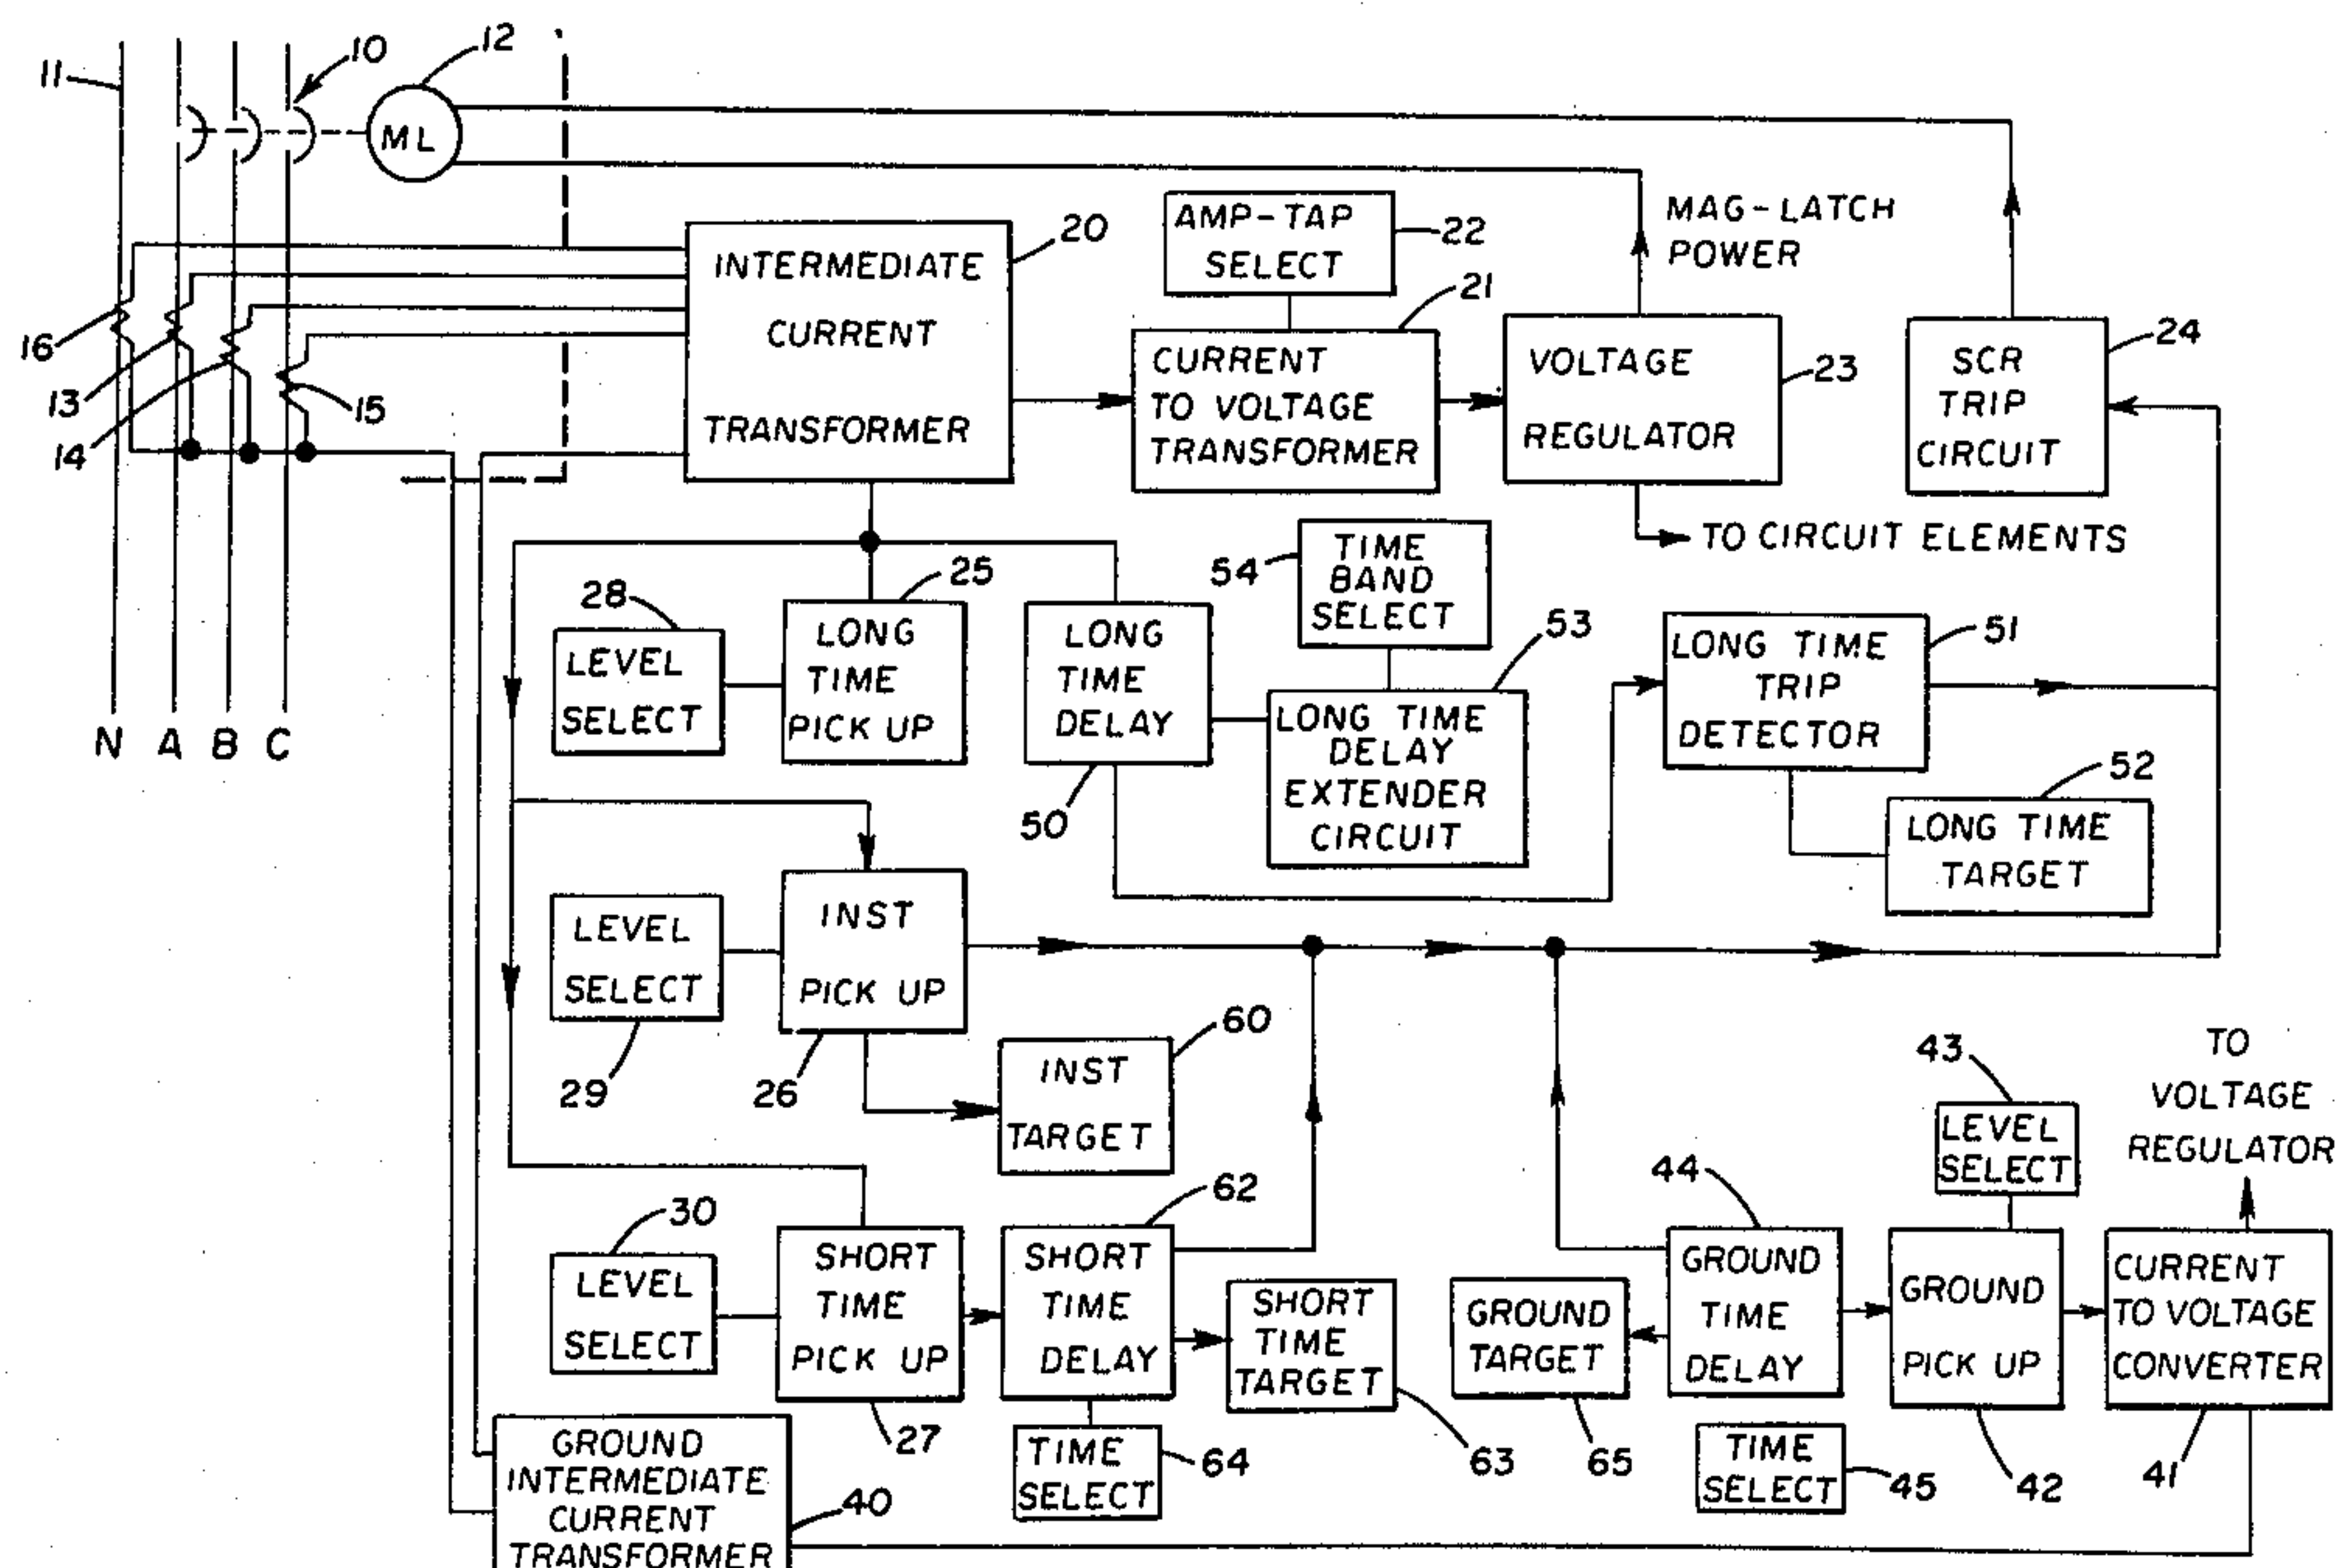 11
10
12
ML
16
13
14
15
N A B C
INTERMEDIATE
CURRENT
TRANSFORMER
20
AMP-TAP
SELECT
22
21
CURRENT
TO VOLTAGE
TRANSFORMER
MAG-LATCH
POWER
VOLTAGE
REGULATOR
23
SCR
TRIP
CIRCUIT
24
TO CIRCUIT ELEMENTS
28
LEVEL
SELECT
25
LONG
TIME
PICK UP
LONG
TIME
DELAY
50
54
TIME
BAND
SELECT
53
LONG TIME
DELAY
EXTENDER
CIRCUIT
LONG TIME
TRIP
DETECTOR
51
52
LONG TIME
TARGET
LEVEL
SELECT
29
INST
PICK UP
26
60
INST
TARGET
30
LEVEL
SELECT
SHORT
TIME
PICK UP
27
62
SHORT
TIME
DELAY
SHORT
TIME
TARGET
63
TIME
SELECT
64
GROUND
TARGET
65
44
GROUND
TIME
DELAY
TIME
SELECT
45
43
LEVEL
SELECT
GROUND
PICK UP
42
TO
VOLTAGE
REGULATOR
CURRENT
TO VOLTAGE
CONVERTER
41
GROUND
INTERMEDIATE
CURRENT
TRANSFORMER
40